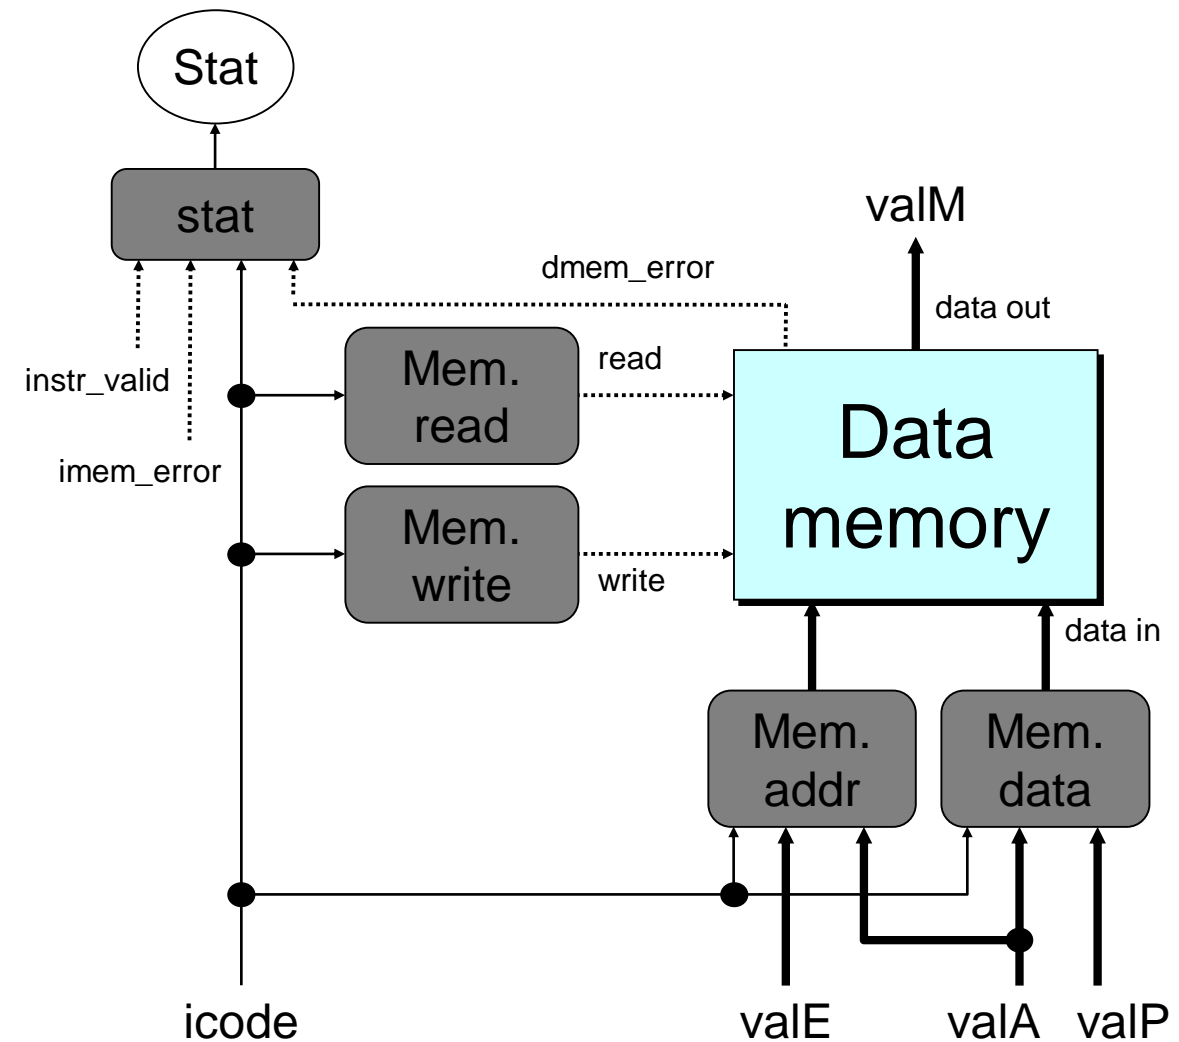 Stat
stat
valM
dmem_error
data out
instr_valid
Mem.
read
read
Data
memory
imem_error
Mem.
write
write
data in
Mem.
addr
Mem.
data
icode
valE
valA
valP